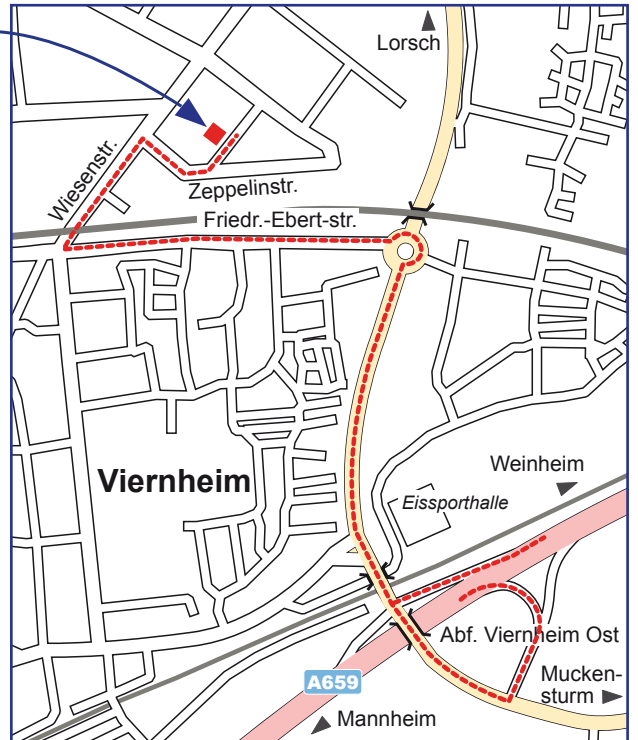 Lorsch
Wiesenstr.
Zeppelinstr.
Friedr.-Ebert-str.
Viernheim
Weinheim
Eissporthalle
Abf. Viernheim Ost
A659
Mucken-
sturm
Mannheim